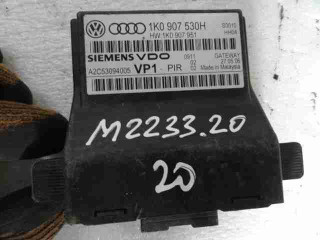 1K0 907 530H
HW:1K0 907 951
H404
SIEMENS VDO
GATEWAY
A2C53094005
VP1 - PIR
Made in Malaysia
M2233.20
20